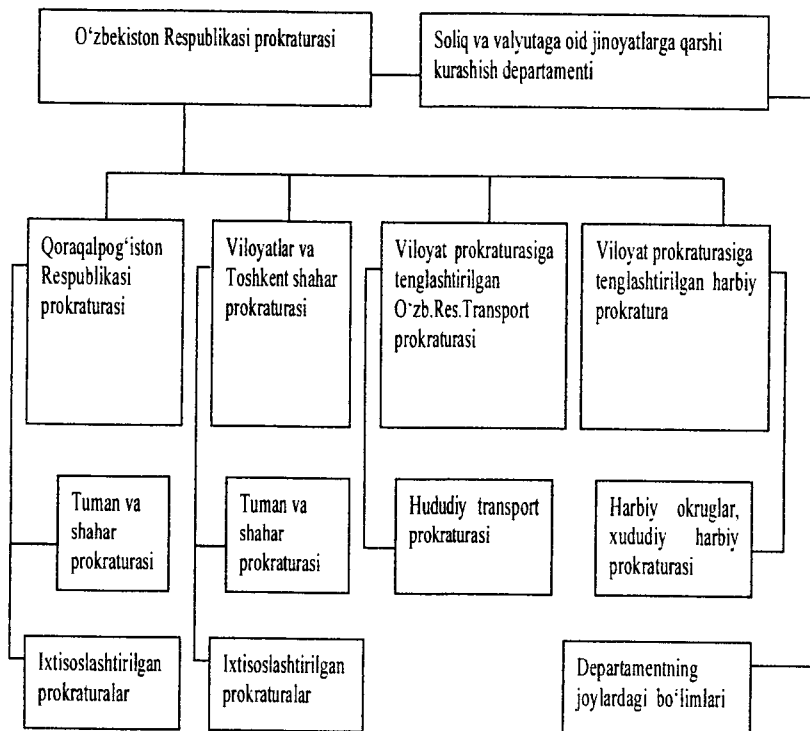 O‘zbekiston Respublikasi prokraturasi
Soliq va valyutaga oid jinoyatlarga qarshi
kurashish departamenti
Qoraqalpog‘iston
Respublikasi
prokraturasi
Viloyatlar va
Toshkent shahar
prokraturasi
Viloyat prokraturasiga
tenglashtirilgan
O‘zb.Res.Transport
prokraturasi
Viloyat prokraturasiga
tenglashtirilgan harbiy
prokratura
Tuman va
shahar
prokraturasi
Tuman va
shahar
prokraturasi
Hududiy transport
prokraturasi
Harbiy okruglar,
xududiy harbiy
prokraturasi
Ixtisoslashtirilgan
prokraturalar
Ixtisoslashtirilgan
prokraturalar
Departamentning
joylardagi bo‘limlari